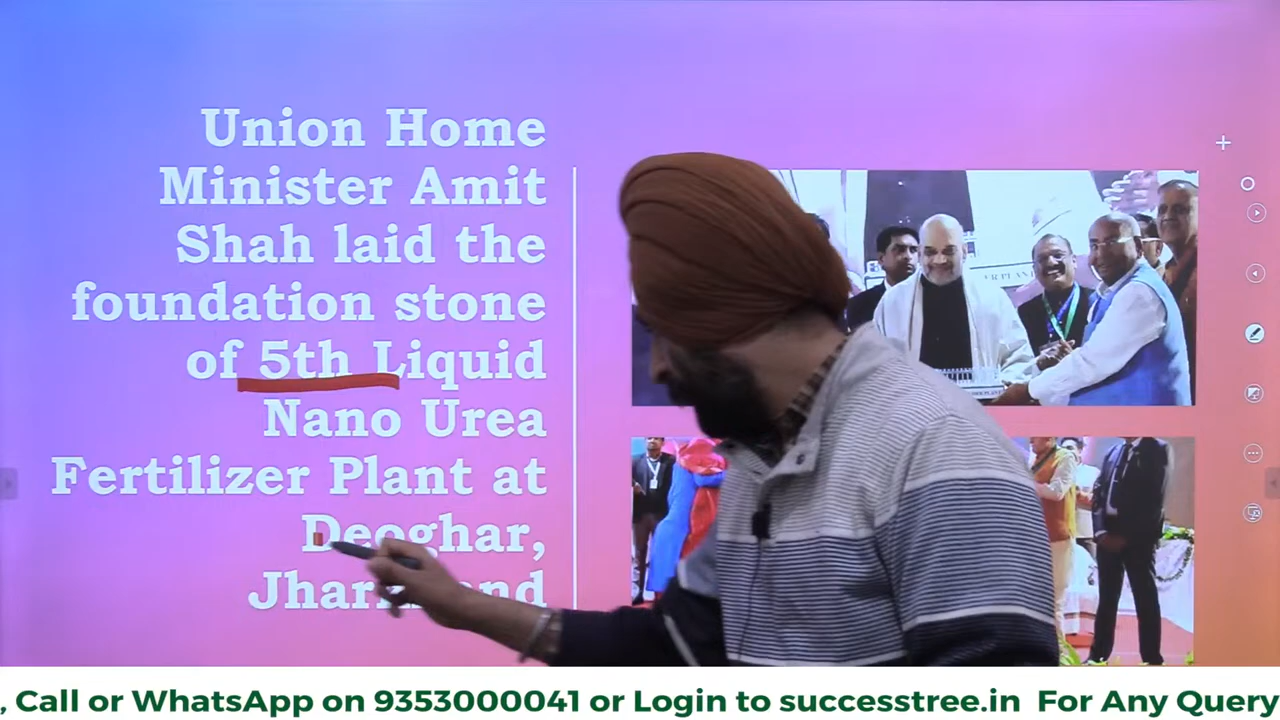 Union Home
Minister Amit
Shah laid the
foundation stone
of 5th Liquid
Nano Urea
Fertilizer Plant at
Deoghar,
, Call or WhatsApp on 9353000041 or Login to successtree.in For Any Query